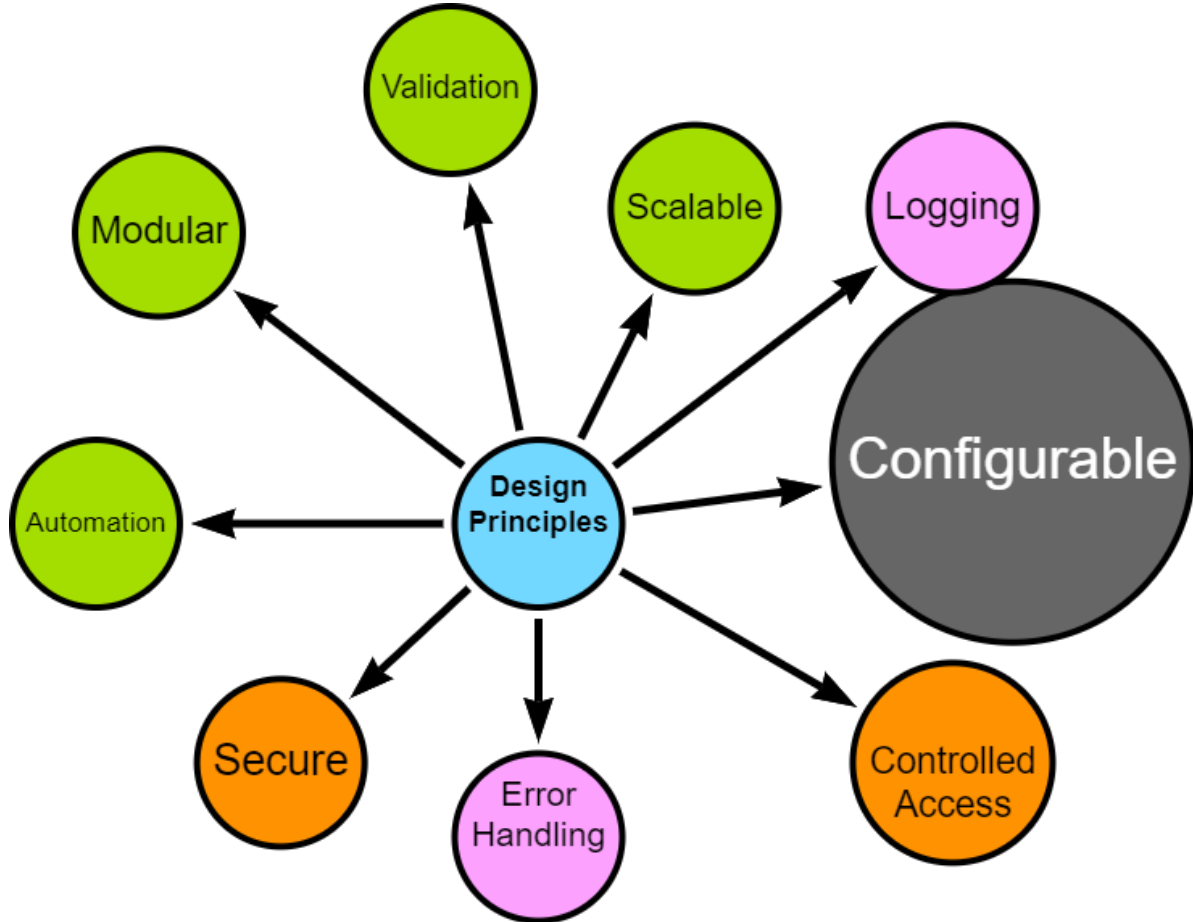 Validation
Scalable
Logging
Modular
Configurable
Design
Principles
Automation
Secure
Error
Handling
Controlled
Access